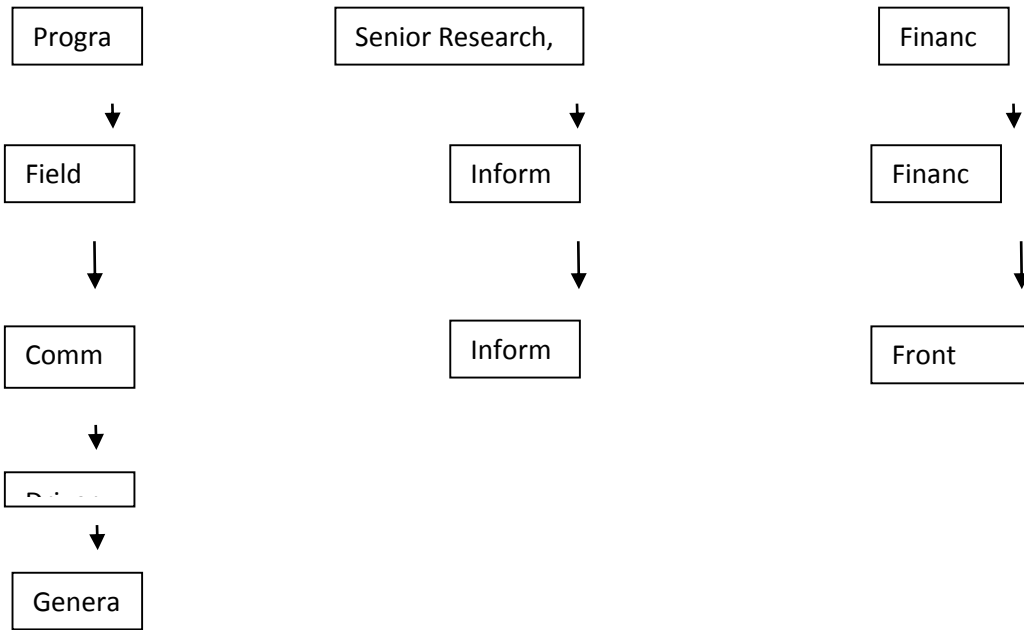 Progra
Senior Research,
Financ
Field
Inform
Financ
Comm
Inform
Front
Genera